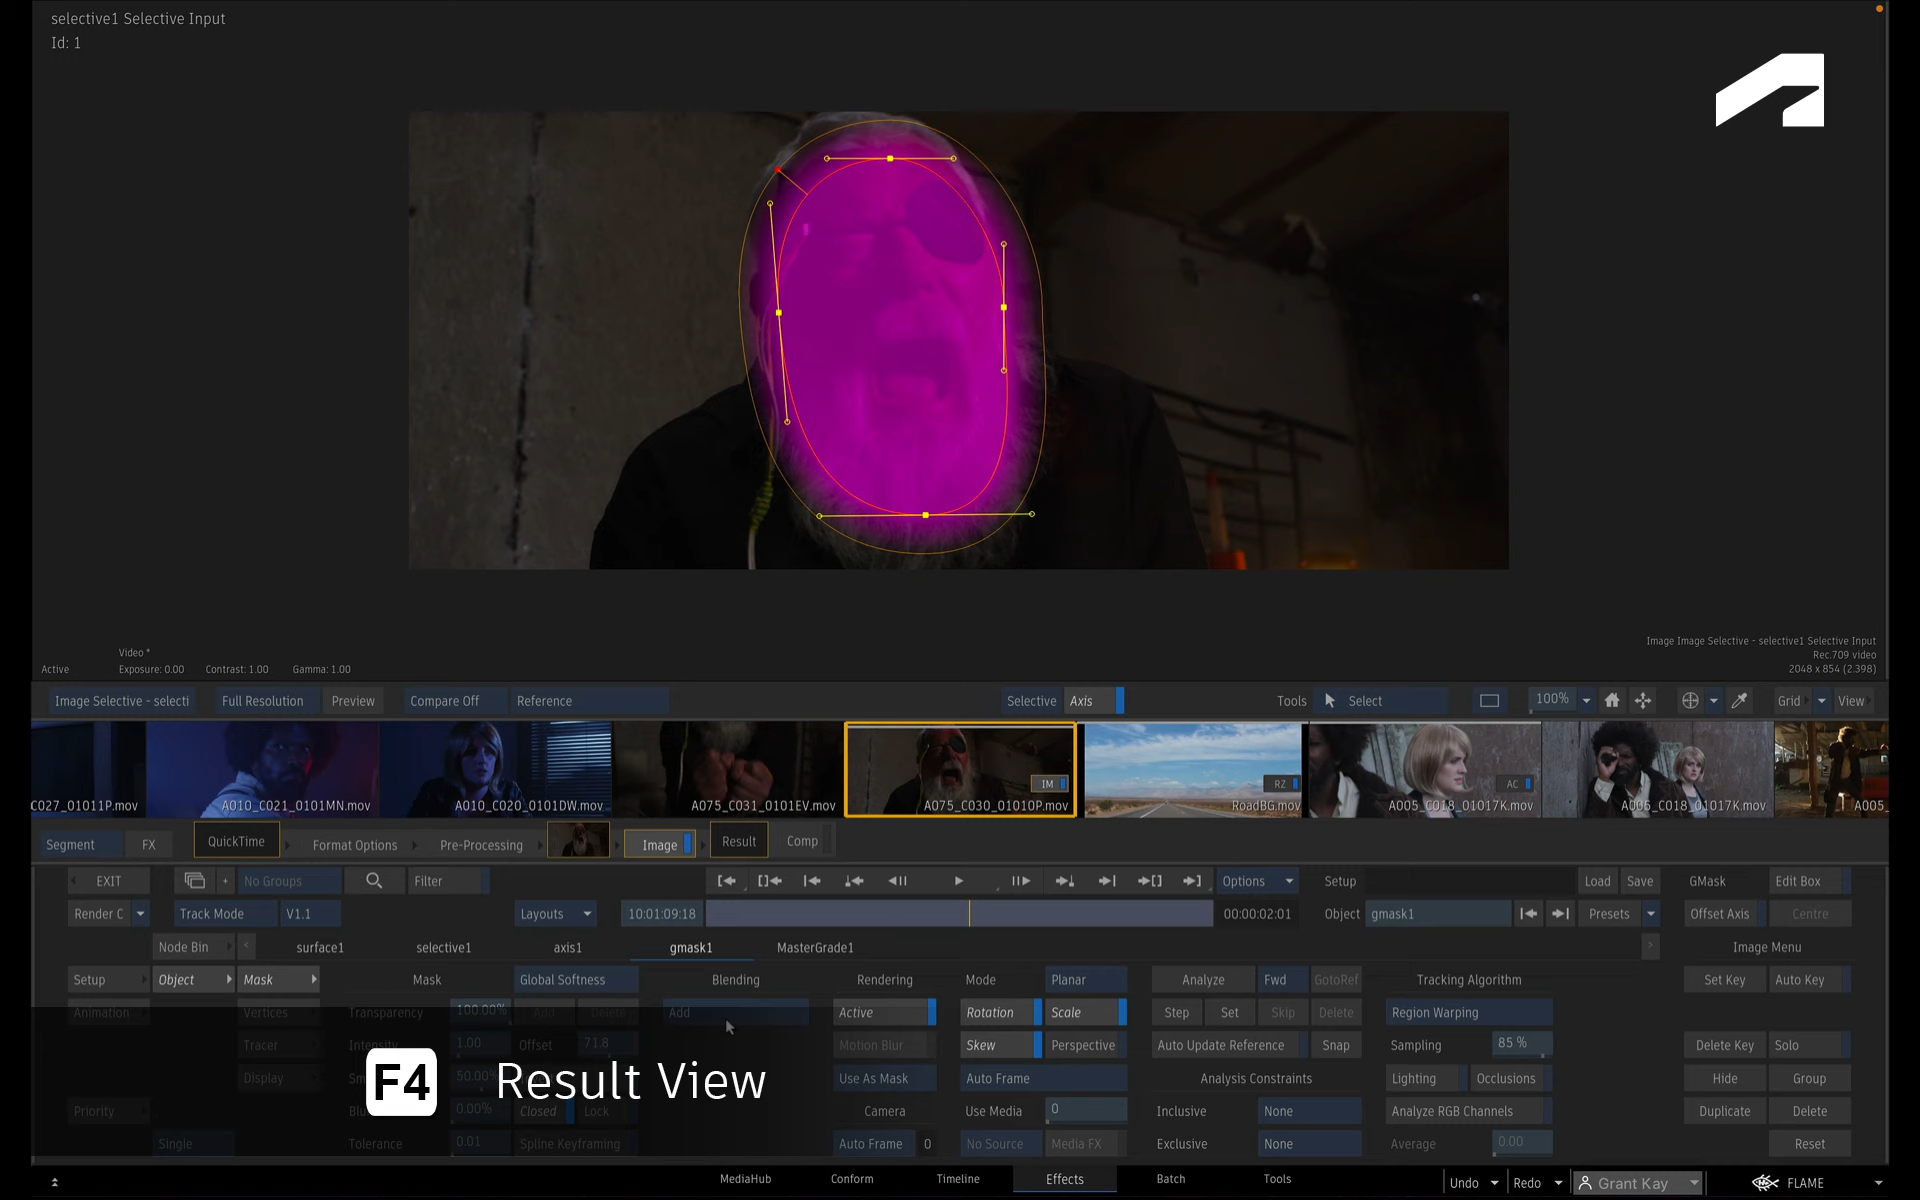 selective1 Selective Input
Id: 1
Image Image Selective - selective1 Selective Input
Video *
Rec.709 video
Active Exposure: 0.00 Contrast: 1.00 Gamma: 1.00
2048 x 854 (2.398)
Image Selective - selecti Full Resolution Preview Compare Off Reference Selective Axis Tools Select 100% Grid View
IM RZ AC
C027_01011P.mov A010_C021_0101MN.mov A010_C020_0101DW.mov A075_C031_0101EV.mov A075_C030_0101OP.mov RoadBG.mov A005_C018_01017K.mov A005_C018_01017K.mov A005_
Segment FX QuickTime Format Options Pre-Processing Image Result Comp
EXIT + No Groups Filter Options Setup Load Save GMask Edit Box
Render C Track Mode V1.1 Layouts 10:01:09:18 00:00:02:01 Object gmask1 Presets Offset Axis Centre
Node Bin surface1 selective1 axis1 gmask1 MasterGrade1 Image Menu
Setup Object Mask Mask Global Softness Blending Rendering Mode Planar Analyze Fwd GotoRef Tracking Algorithm Set Key Auto Key
Animation Vertices Transparency 100.00% Add Delete Add Active Rotation Scale Step Set Skip Delete Region Warping
Tracer Intensity 1.00 Offset 71.8 Motion Blur Skew Perspective Auto Update Reference Snap Sampling 85 % Delete Key Solo
Display 50.00% Use As Mask Auto Frame Analysis Constraints Lighting Occlusions Hide Group
F4 Result View
Priority 0.00% Closed Lock Camera Use Media 0 Inclusive None Analyze RGB Channels Duplicate Delete
Single Tolerance 0.01 Spline Keyframing Auto Frame 0 No Source Media FX Exclusive None Average 0.00 Reset
MediaHub Conform Timeline Effects Batch Tools Undo Redo Grant Kay FLAME